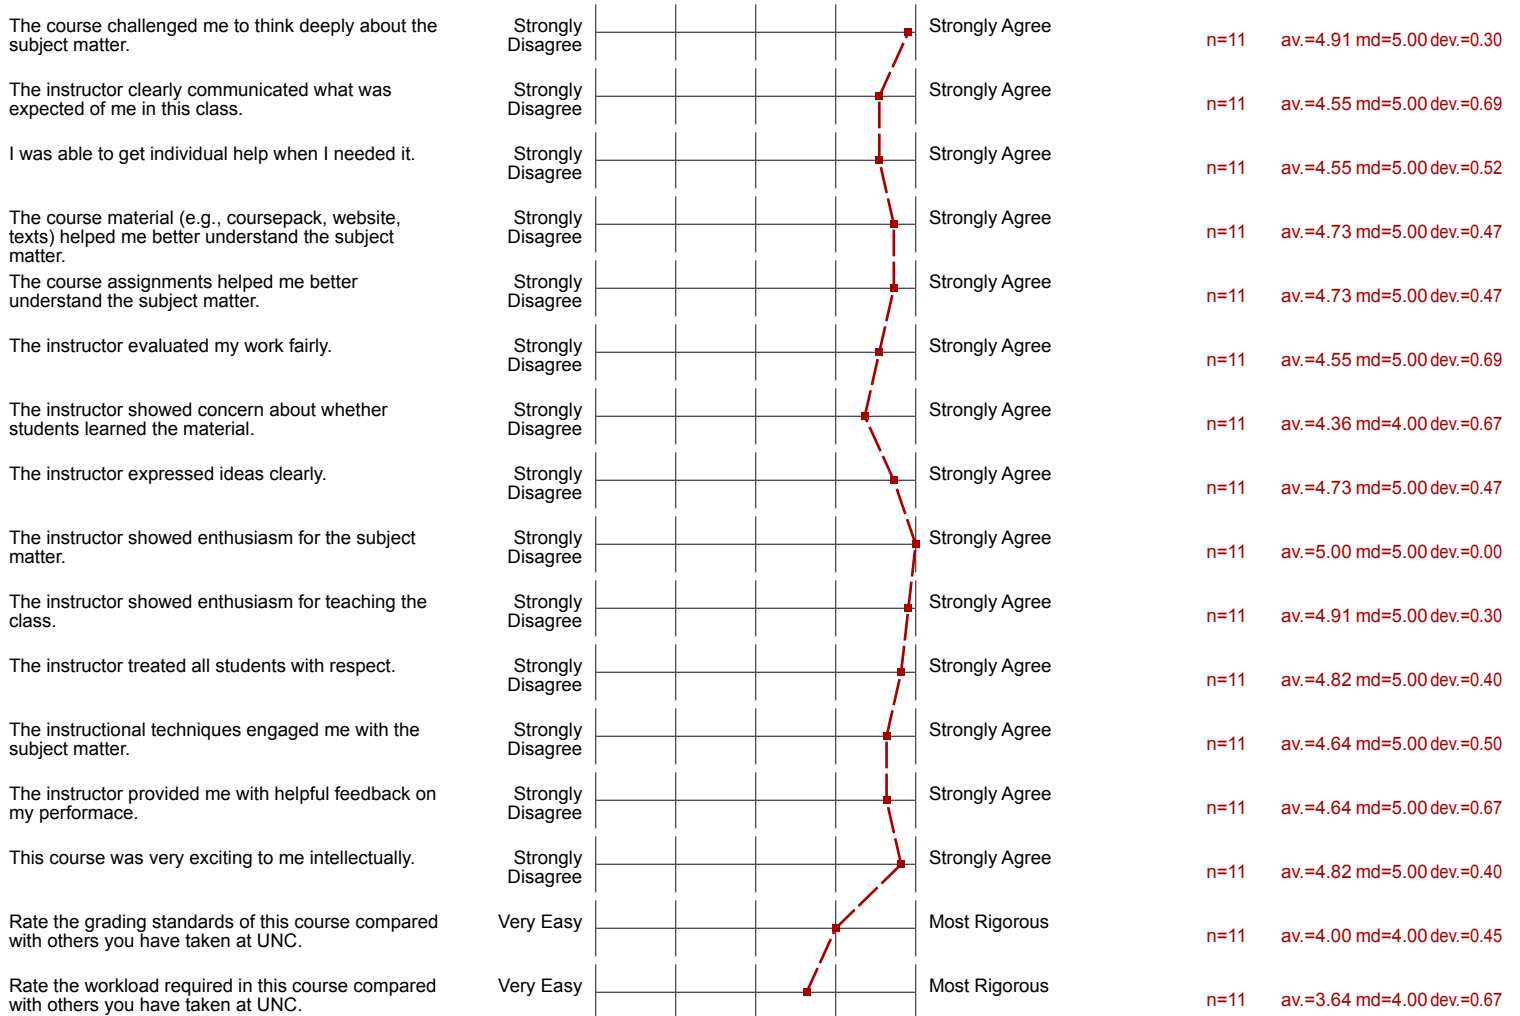 The course challenged me to think deeply about the
subject matter.
Strongly
Disagree
Strongly Agree
n=11 av.=4.91 md=5.00 dev.=0.30
The instructor clearly communicated what was
expected of me in this class.
Strongly
Disagree
Strongly Agree
n=11 av.=4.55 md=5.00 dev.=0.69
I was able to get individual help when I needed it.
Strongly
Disagree
Strongly Agree
n=11 av.=4.55 md=5.00 dev.=0.52
The course material (e.g., coursepack, website,
texts) helped me better understand the subject
matter.
Strongly
Disagree
Strongly Agree
n=11 av.=4.73 md=5.00 dev.=0.47
The course assignments helped me better
understand the subject matter.
Strongly
Disagree
Strongly Agree
n=11 av.=4.73 md=5.00 dev.=0.47
The instructor evaluated my work fairly.
Strongly
Disagree
Strongly Agree
n=11 av.=4.55 md=5.00 dev.=0.69
The instructor showed concern about whether
students learned the material.
Strongly
Disagree
Strongly Agree
n=11 av.=4.36 md=4.00 dev.=0.67
The instructor expressed ideas clearly.
Strongly
Disagree
Strongly Agree
n=11 av.=4.73 md=5.00 dev.=0.47
The instructor showed enthusiasm for the subject
matter.
Strongly
Disagree
Strongly Agree
n=11 av.=5.00 md=5.00 dev.=0.00
The instructor showed enthusiasm for teaching the
class.
Strongly
Disagree
Strongly Agree
n=11 av.=4.91 md=5.00 dev.=0.30
The instructor treated all students with respect.
Strongly
Disagree
Strongly Agree
n=11 av.=4.82 md=5.00 dev.=0.40
The instructional techniques engaged me with the
subject matter.
Strongly
Disagree
Strongly Agree
n=11 av.=4.64 md=5.00 dev.=0.50
The instructor provided me with helpful feedback on
my performace.
Strongly
Disagree
Strongly Agree
n=11 av.=4.64 md=5.00 dev.=0.67
This course was very exciting to me intellectually.
Strongly
Disagree
Strongly Agree
n=11 av.=4.82 md=5.00 dev.=0.40
Rate the grading standards of this course compared
with others you have taken at UNC.
Very Easy
Most Rigorous
n=11 av.=4.00 md=4.00 dev.=0.45
Rate the workload required in this course compared
with others you have taken at UNC.
Very Easy
Most Rigorous
n=11 av.=3.64 md=4.00 dev.=0.67